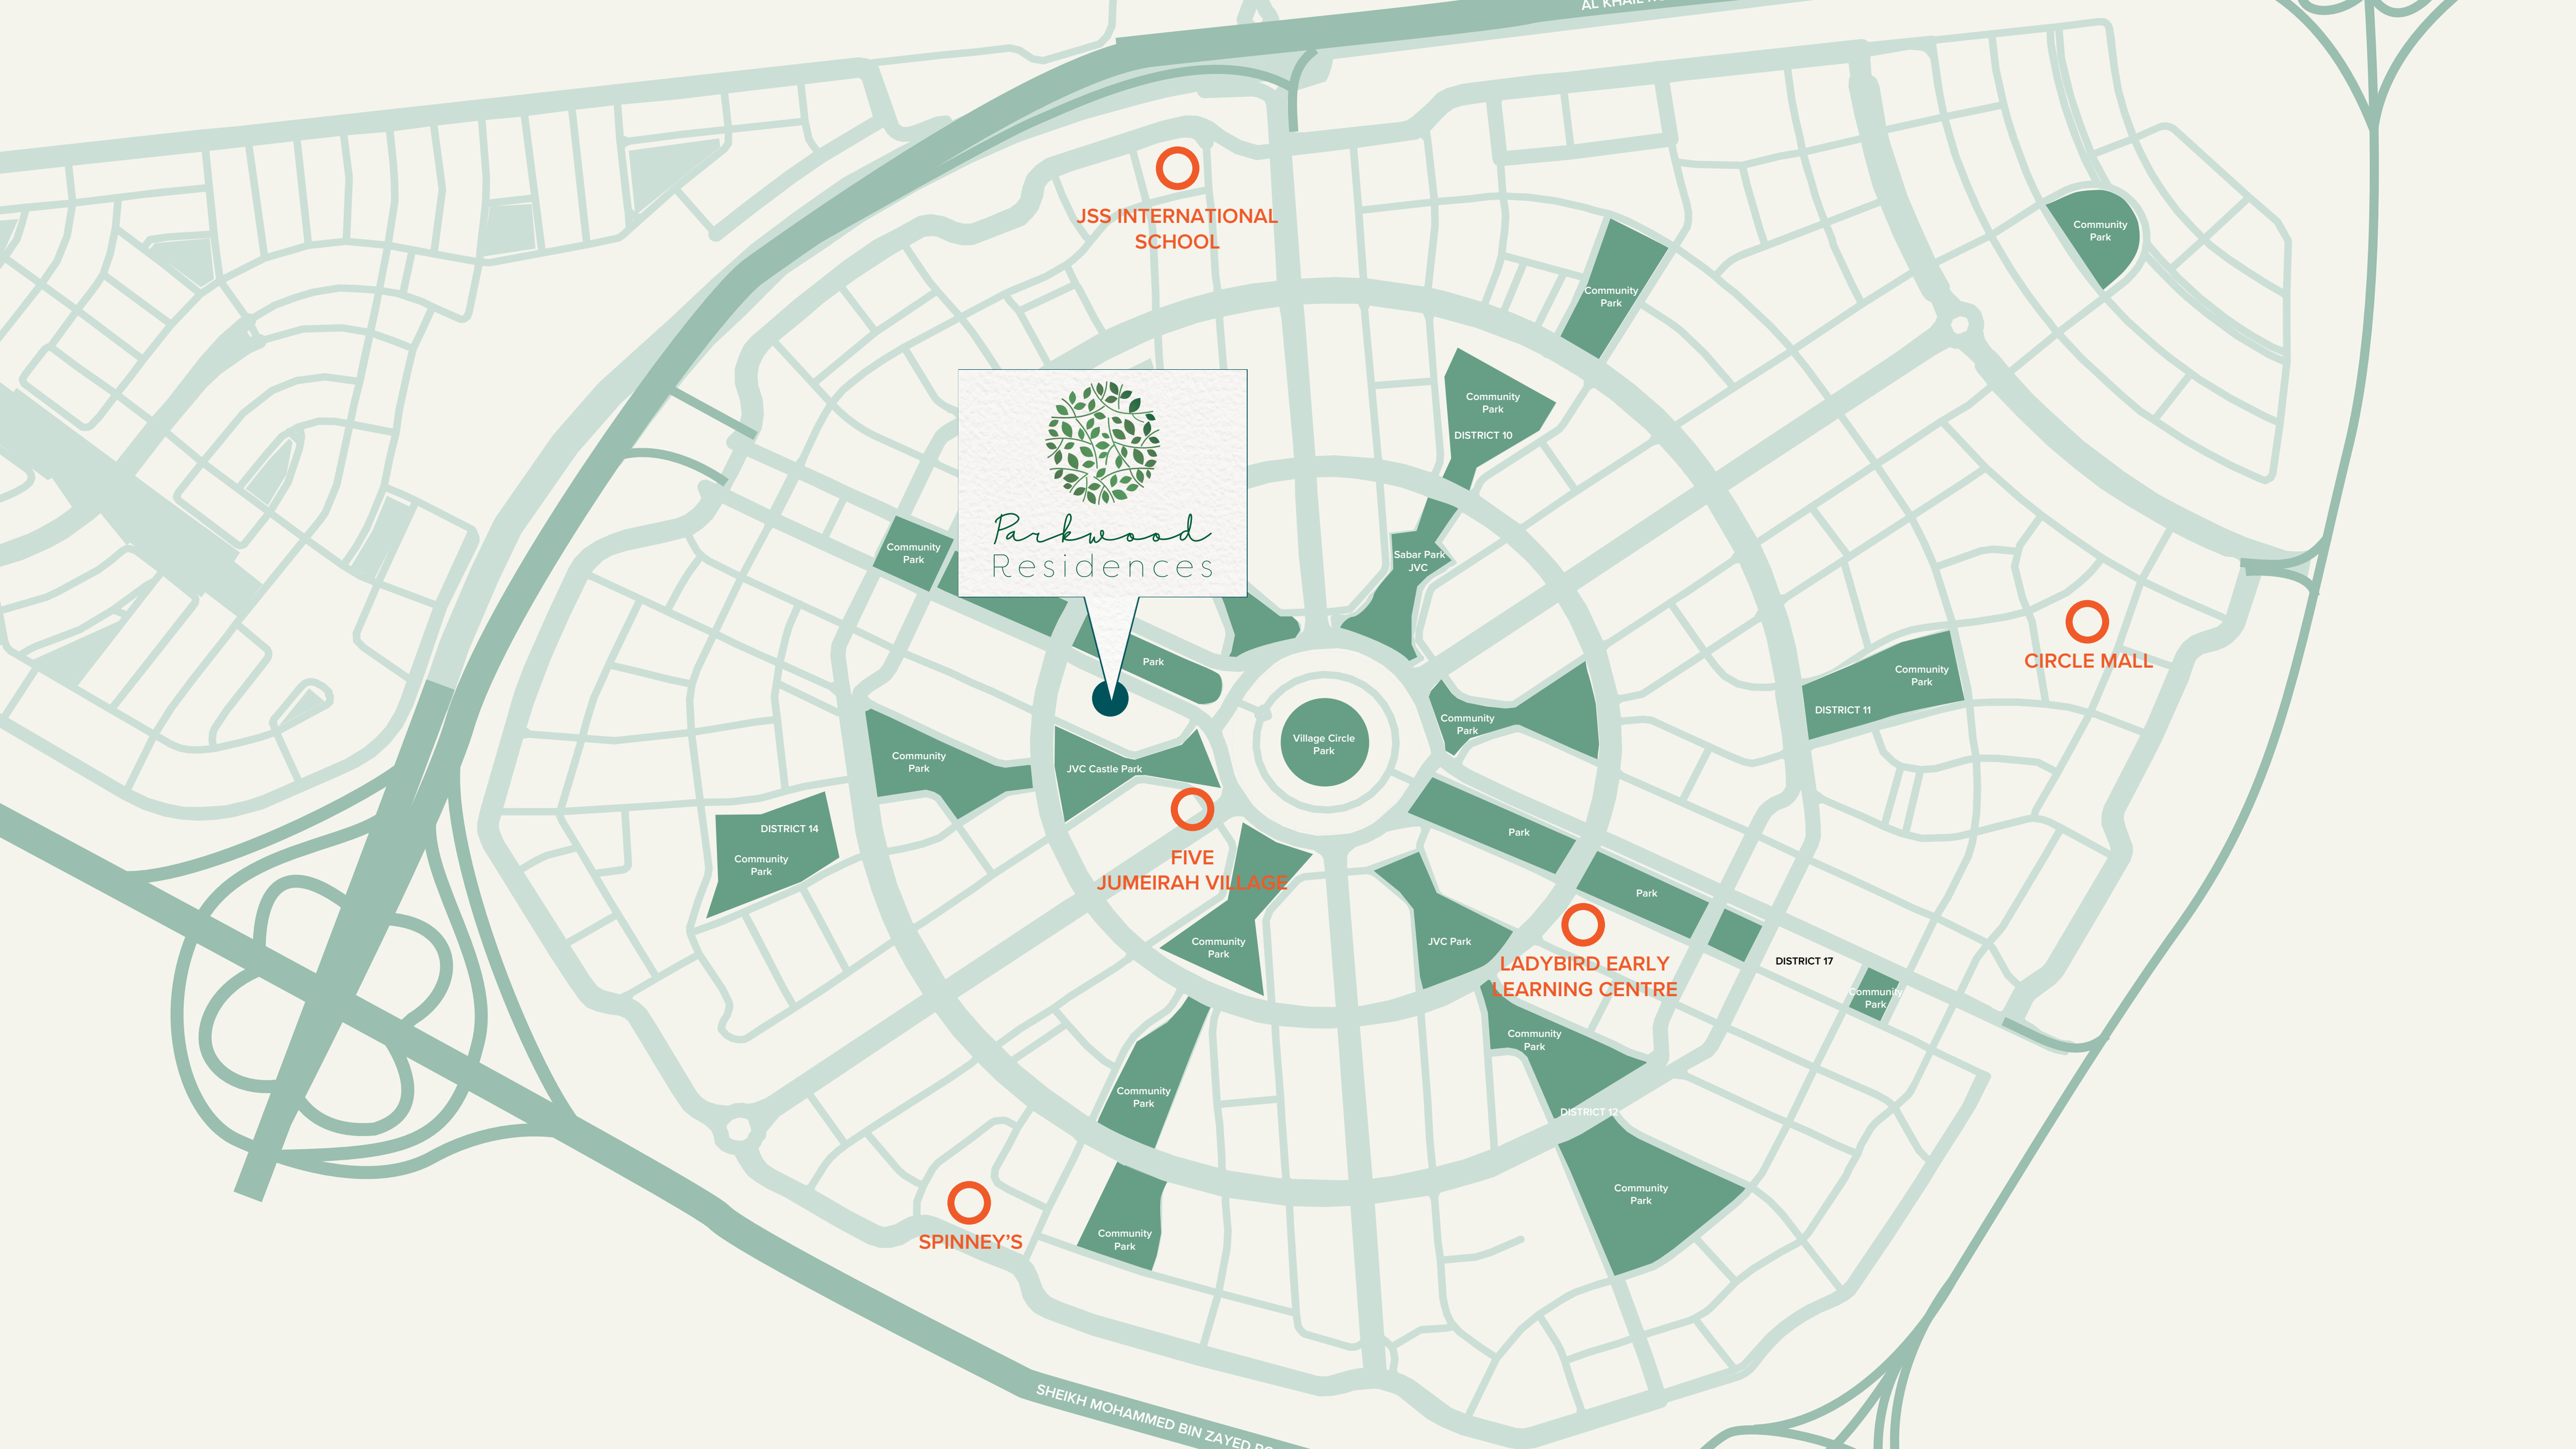 AL KHAIL
JSS INTERNATIONAL
SCHOOL
Community
Park
Community
Park
Community
Park
DISTRICT 10
Parkwood
Residences
Community
Park
Sabar Park
JVC
Park
CIRCLE MALL
Community
Park
DISTRICT 11
Community
Park
Village Circle
Park
Community
Park
JVC Castle Park
DISTRICT 14
Community
Park
FIVE
JUMEIRAH VILLAGE
Park
Park
Community
Park
JVC Park
LADYBIRD EARLY
LEARNING CENTRE
DISTRICT 17
Community
Park
Community
Park
Community
Park
DISTRICT 12
Community
Park
SPINNEY'S
Community
Park
SHEIKH MOHAMMED BIN ZAYED